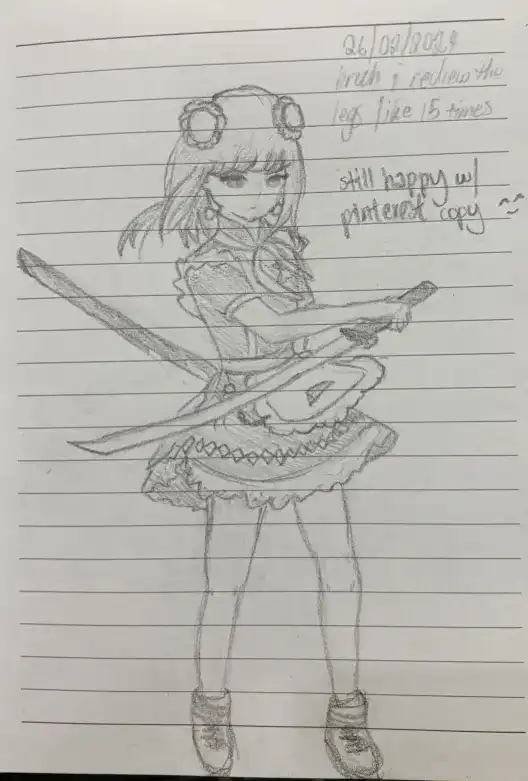 26/02/2024
bruh i redrew the
legs like 15 times
still happy w/
pinterest copy ^^